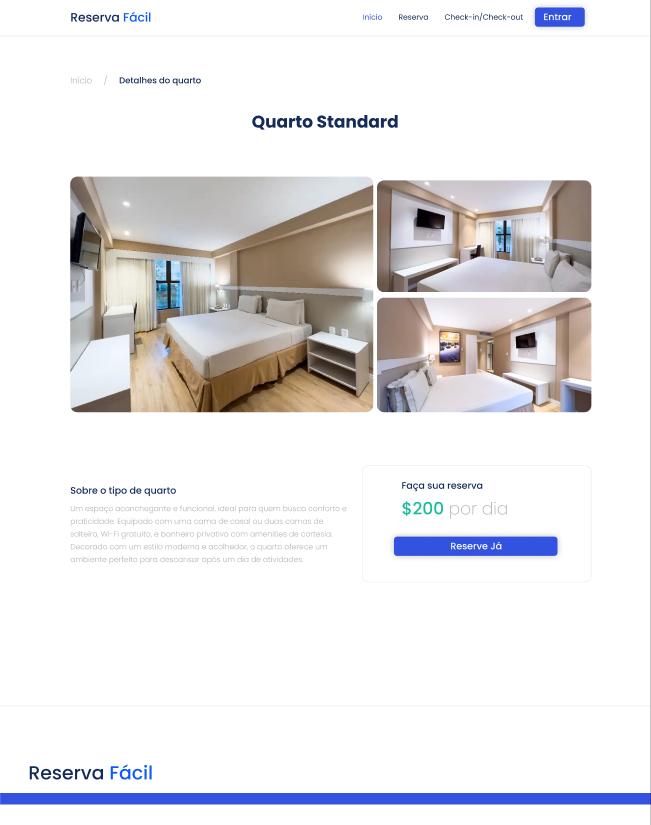 Reserva Fácil
Início Reserva Check-in/Check-out Entrar
Início / Detalhes do quarto
Quarto Standard
Sobre o tipo de quarto
Um espaço aconchegante e funcional, ideal para quem busca conforto e
praticidade. Equipado com uma cama de casal ou duas camas de
solteiro, Wi-Fi gratuito, e banheiro privativo com amenities de cortesia.
Decorado com um estilo moderno e acolhedor, o quarto oferece um
ambiente perfeito para descansar após um dia de atividades.
Faça sua reserva
$200 por dia
Reserve Já
Reserva Fácil